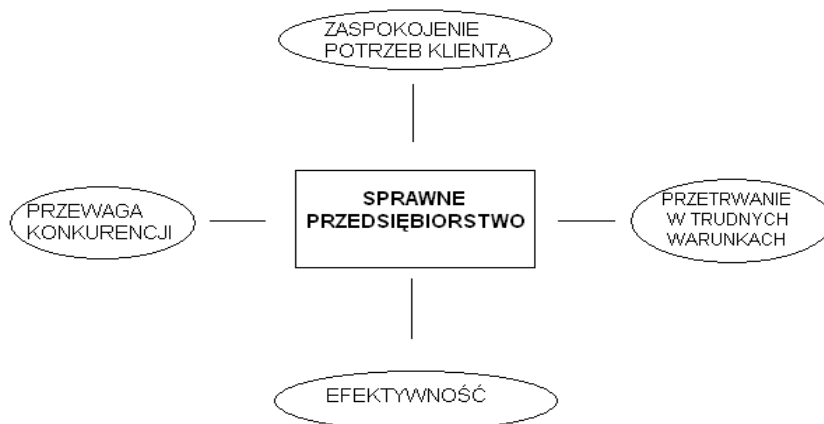 ZASPOKOJENIE
POTRZEB KLIENTA
SPRAWNE
PRZEDSIĘBIORSTWO
PRZEWAGA
KONKURENCJI
PRZETRWANIE
W TRUDNYCH
WARUNKACH
EFEKTYWNOŚĆ